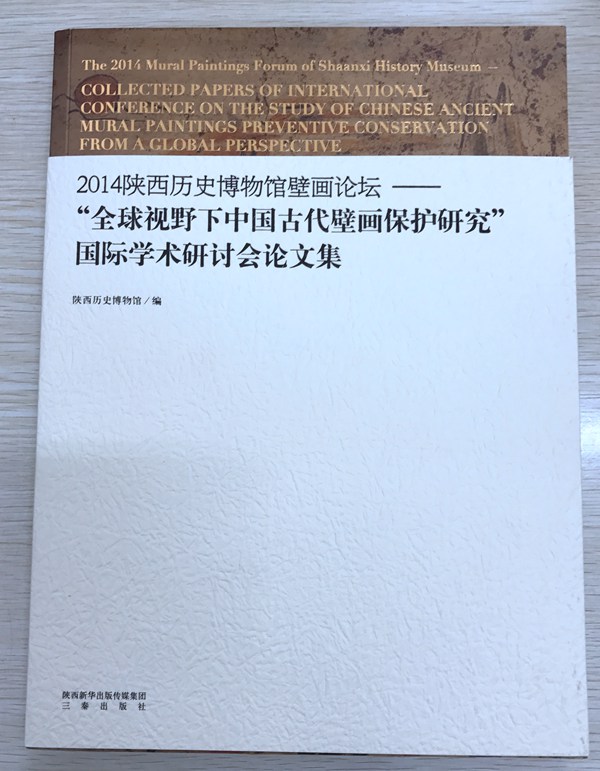 The 2014 Mural Paintings Forum of Shaanxi History Museum —
COLLECTED PAPERS OF INTERNATIONAL
CONFERENCE ON THE STUDY OF CHINESE ANCIENT
MURAL PAINTINGS PREVENTIVE CONSERVATION
FROM A GLOBAL PERSPECTIVE
2014陕西历史博物馆壁画论坛 ——
“全球视野下中国古代壁画保护研究”
国际学术研讨会论文集
陕西历史博物馆 / 编
陕西新华出版传媒集团
三秦出版社